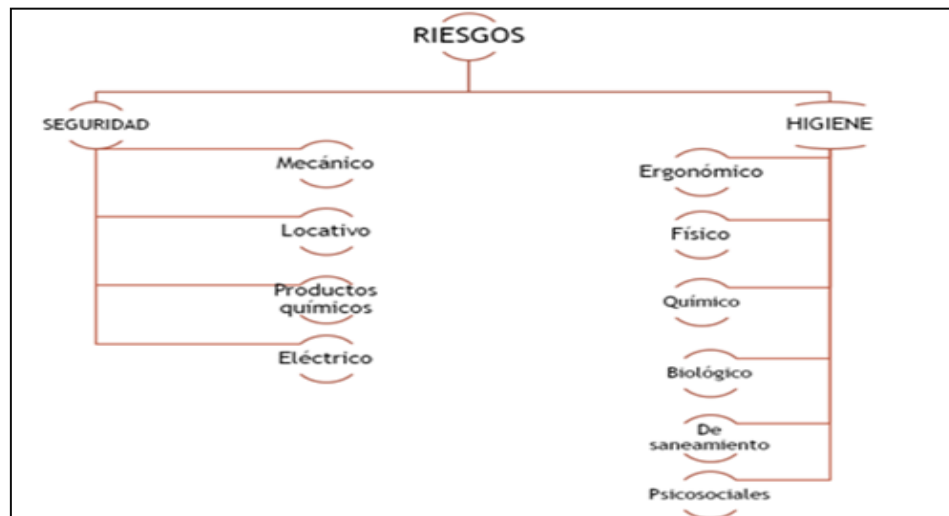 RIESGOS
SEGURIDAD
Mecánico
Locativo
Productos
químicos
Eléctrico
HIGIENE
Ergonómico
Físico
Químico
Biológico
De
saneamiento
Psicosociales